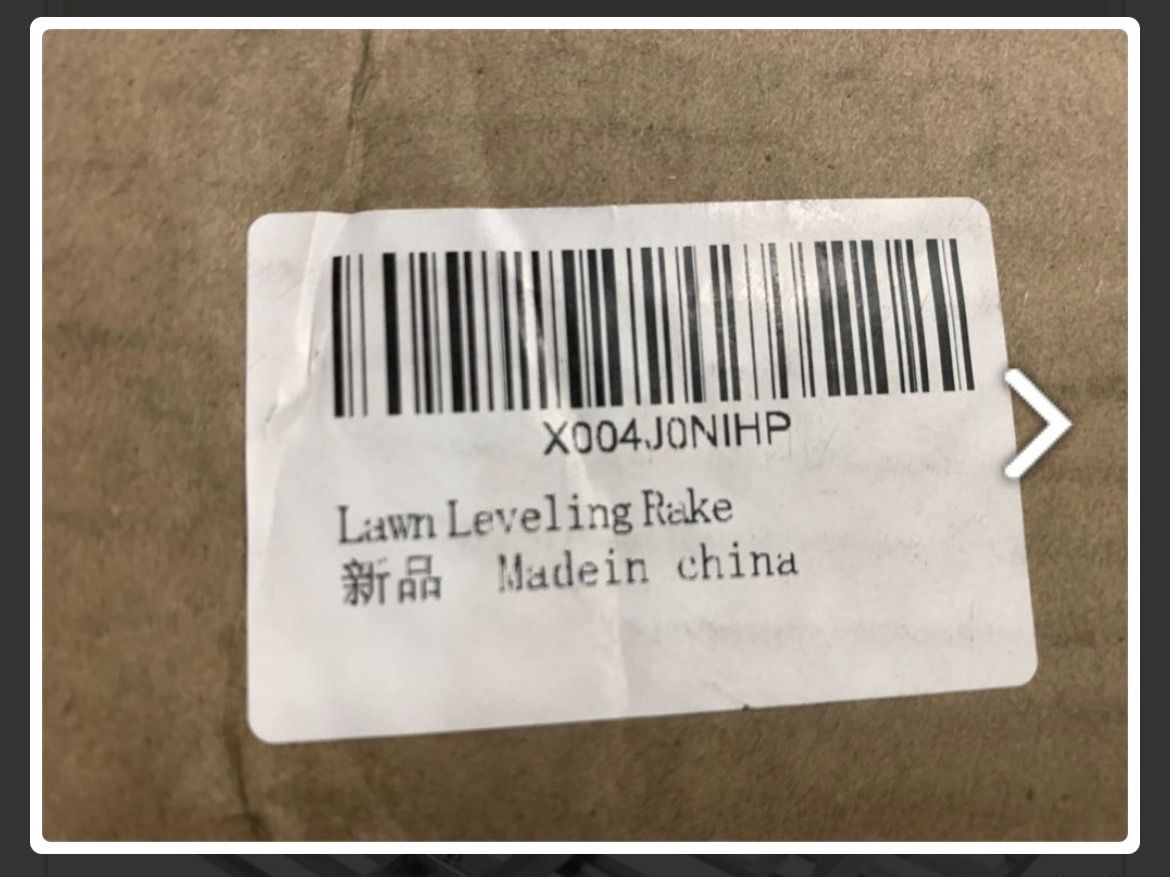 X004J0NIHP
Lawn Leveling Rake
新品 Madein china